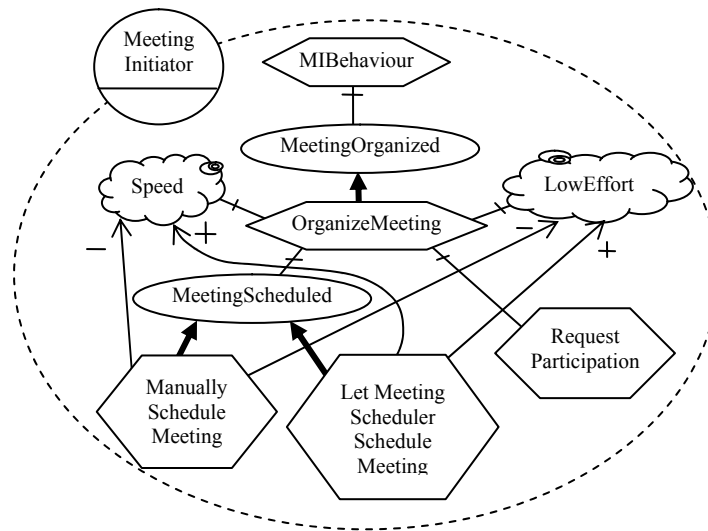 Meeting
Initiator
MIBehaviour
MeetingOrganized
Speed
LowEffort
OrganizeMeeting
−
+
−
+
MeetingScheduled
Request
Participation
Manually
Schedule
Meeting
Let Meeting
Scheduler
Schedule
Meeting